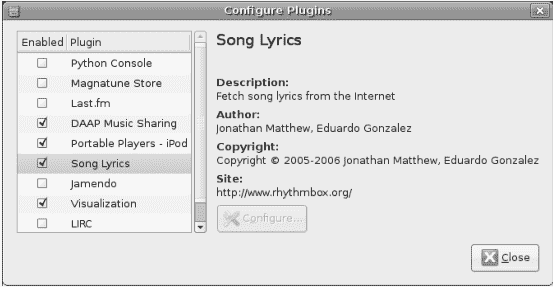 Configure Plugins
Enabled Plugin
Python Console
Magnatune Store
Last.fm
DAAP Music Sharing
Portable Players - iPod
Song Lyrics
Jamendo
Visualization
LIRC
Song Lyrics
Description:
Fetch song lyrics from the Internet
Author:
Jonathan Matthew, Eduardo Gonzalez
Copyright:
Copyright © 2005-2006 Jonathan Matthew, Eduardo Gonzalez
Site:
http://www.rhythmbox.org/
Configure...
Close